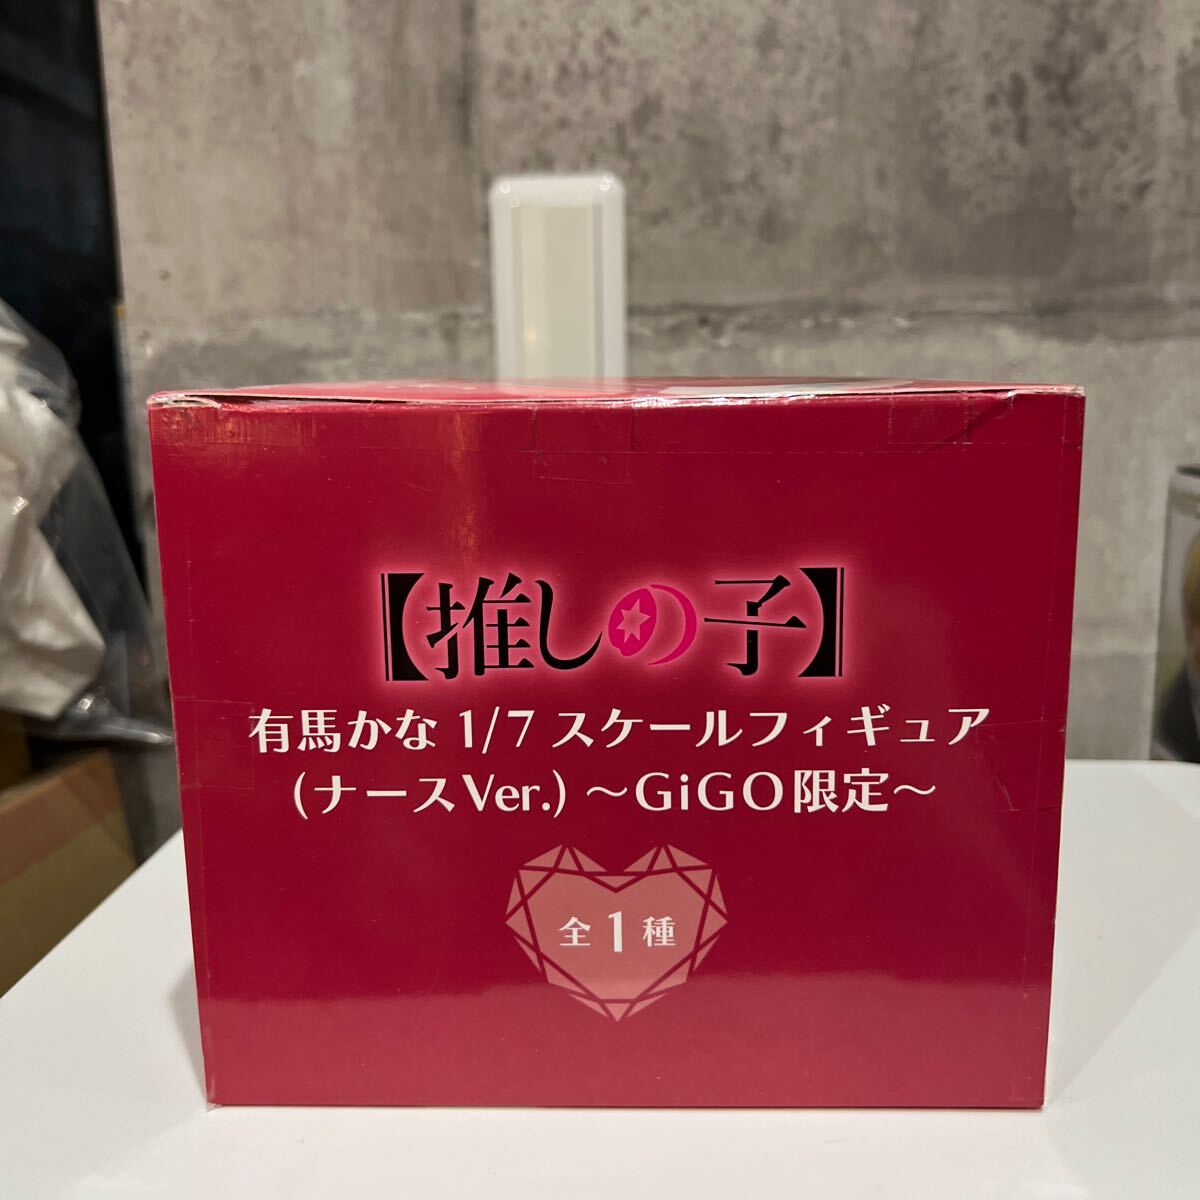 【推しの子】
有馬かな 1/7 スケールフィギュア
(ナースVer.) ～GiGO限定～
全1種